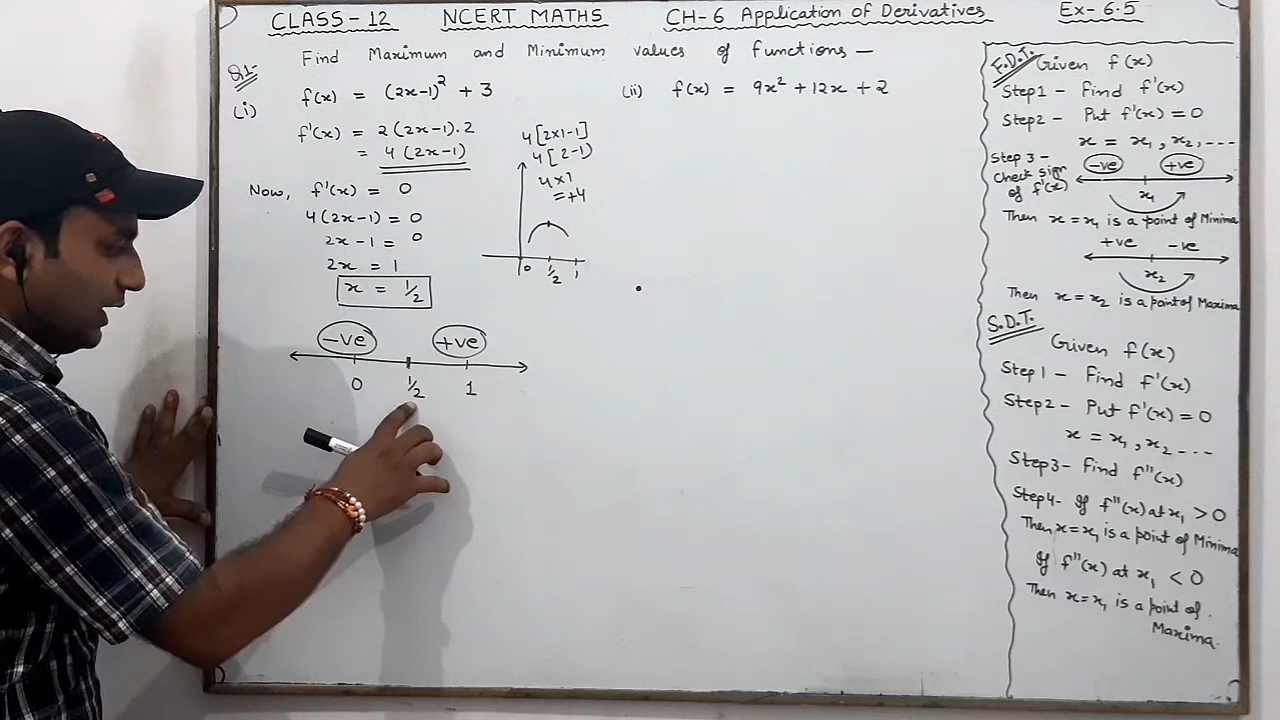 CLASS-12 NCERT MATHS CH-6 Application of Derivatives Ex-6.5
Find Maximum and Minimum values of functions —
Q1-
(i) f(x) = (2x-1)² + 3
f'(x) = 2(2x-1).2
= 4(2x-1)
Now, f'(x) = 0
4(2x-1) = 0
2x-1 = 0
2x = 1
x = 1/2
-ve +ve
0 1/2 1
4[2x1-1]
4[2-1)
4x1
=+4
0 1/2 1
(ii) f(x) = 9x² + 12x + 2
F.D.T. Given f(x)
Step1 - Find f'(x)
Step2- Put f'(x) = 0
x = x₁, x₂, ----
Step 3 - -ve +ve
Check sign
of f'(x)
x₁
Then x = x₁ is a point of Minima
+ve -ve
x₂
Then x = x₂ is a point of Maxima
S.D.T.
Given f(x)
Step 1 - Find f'(x)
Step2 - Put f'(x) = 0
x = x₁, x₂ ----
Step3- Find f"(x)
Step4- If f"(x) at x₁ > 0
Then x = x₁ is a point of Minima
If f"(x) at x₁ < 0
Then x = x₁ is a point of.
Maxima.